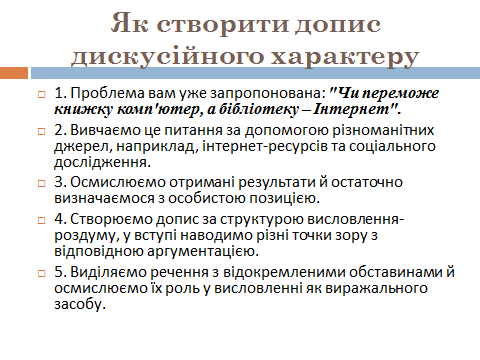 Як створити допис
дискусійного характеру
1. Проблема вам уже запропонована: "Чи переможе
книжку комп'ютер, а бібліотеку – Інтернет".
2. Вивчаємо це питання за допомогою різноманітних
джерел, наприклад, інтернет-ресурсів та соціального
дослідження.
3. Осмислюємо отримані результати й остаточно
визначаємося з особистою позицією.
4. Створюємо допис за структурою висловлення-
роздуму, у вступі наводимо різні точки зору з
відповідною аргументацією.
5. Виділяємо речення з відокремленими обставинами й
осмислюємо їх роль у висловленні як виражального
засобу.